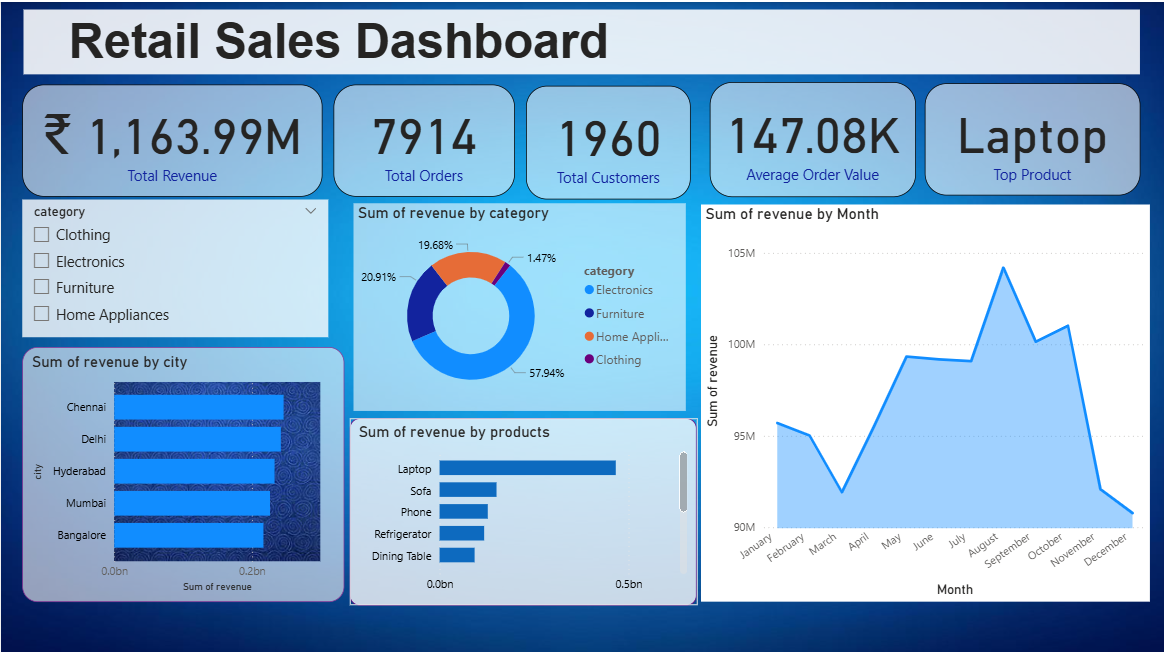 Retail Sales Dashboard
₹ 1,163.99M
Total Revenue
7914
Total Orders
1960
Total Customers
147.08K
Average Order Value
Laptop
Top Product
category
Clothing
Electronics
Furniture
Home Appliances
Sum of revenue by category
19.68%
1.47%
20.91%
57.94%
category
Electronics
Furniture
Home Appli...
Clothing
Sum of revenue by Month
105M
100M
95M
90M
Sum of revenue
January
February
March
April
May
June
July
August
September
October
November
December
Month
Sum of revenue by city
city
Chennai
Delhi
Hyderabad
Mumbai
Bangalore
0.0bn 0.2bn
Sum of revenue
Sum of revenue by products
Laptop
Sofa
Phone
Refrigerator
Dining Table
0.0bn 0.5bn